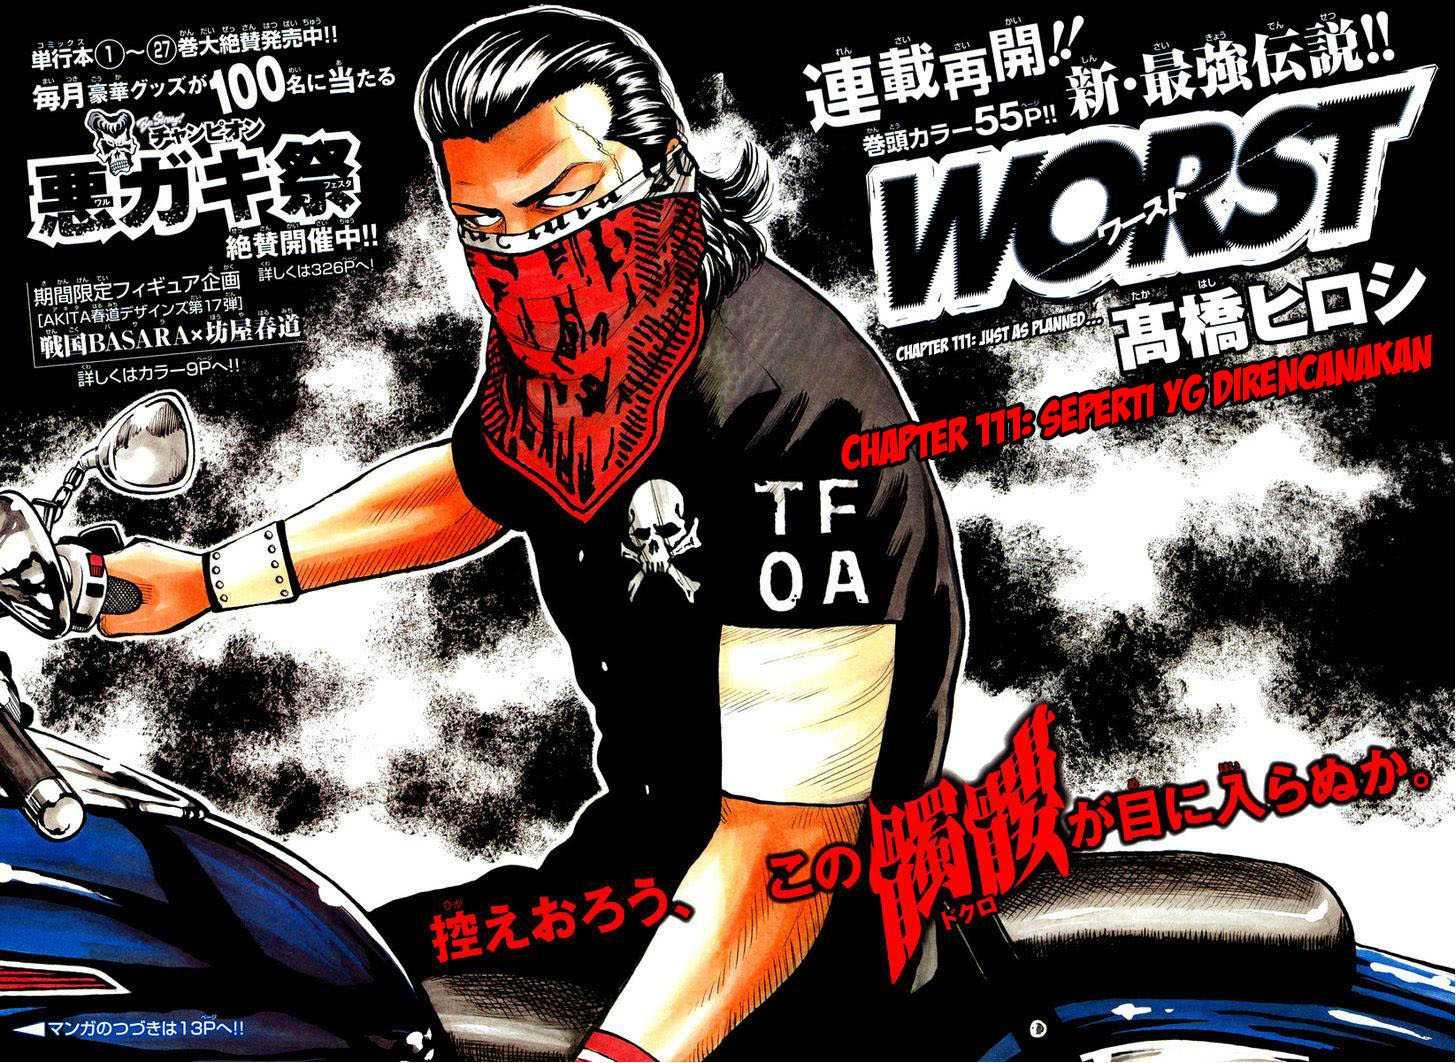 単行本①〜㉗巻大絶賛発売中!!
毎月豪華グッズが100名に当たる
チャンピオン
悪ガキ祭
絶賛開催中!!
詳しくは326Pへ!
期間限定フィギュア企画
[AKITA春道デザインズ第17弾]
戦国BASARA×坊屋春道
詳しくはカラー9Pへ!!
連載再開!!
巻頭カラー55P!!
新・最強伝説!!
WORST
ワースト
髙橋ヒロシ
CHAPTER 111: JUST AS PLANNED...
CHAPTER 111: SEPERTI YG DIRENCANAKAN
TF
OA
控えおろう、
この髑髏が目に入らぬか。
ドクロ
マンガのつづきは13Pへ!!